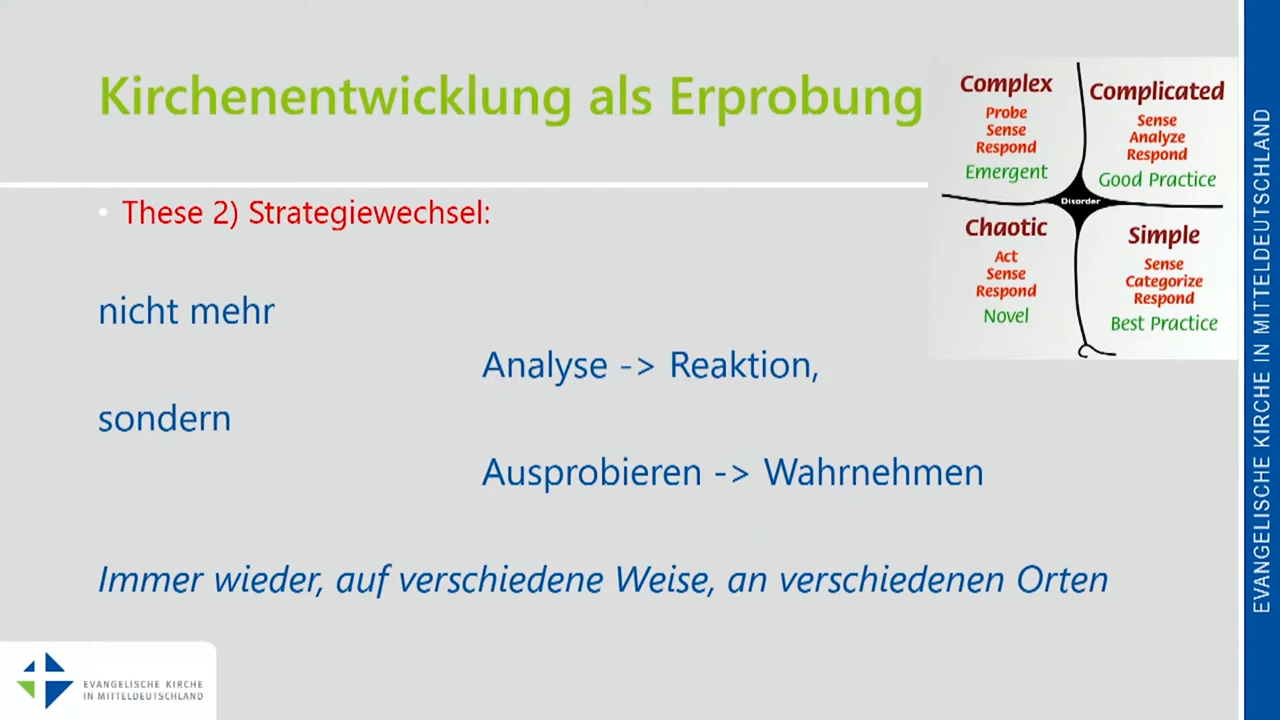 Kirchenentwicklung als Erprobung
• These 2) Strategiewechsel:
nicht mehr
Analyse -> Reaktion,
sondern
Ausprobieren -> Wahrnehmen
Immer wieder, auf verschiedene Weise, an verschiedenen Orten
Complex
Probe
Sense
Respond
Emergent
Complicated
Sense
Analyze
Respond
Good Practice
Disorder
Chaotic
Act
Sense
Respond
Novel
Simple
Sense
Categorize
Respond
Best Practice
EVANGELISCHE KIRCHE IN MITTELDEUTSCHLAND
EVANGELISCHE KIRCHE
IN MITTELDEUTSCHLAND